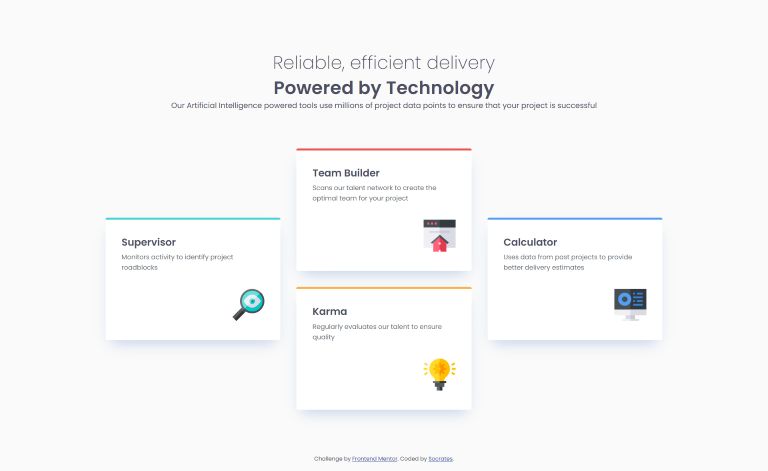 Reliable, efficient delivery
Powered by Technology
Our Artificial Intelligence powered tools use millions of project data points to ensure that your project is successful
Supervisor
Monitors activity to identify project
roadblocks
Team Builder
Scans our talent network to create the
optimal team for your project
Karma
Regularly evaluates our talent to ensure
quality
Calculator
Uses data from past projects to provide
better delivery estimates
Challenge by Frontend Mentor. Coded by Socrates.